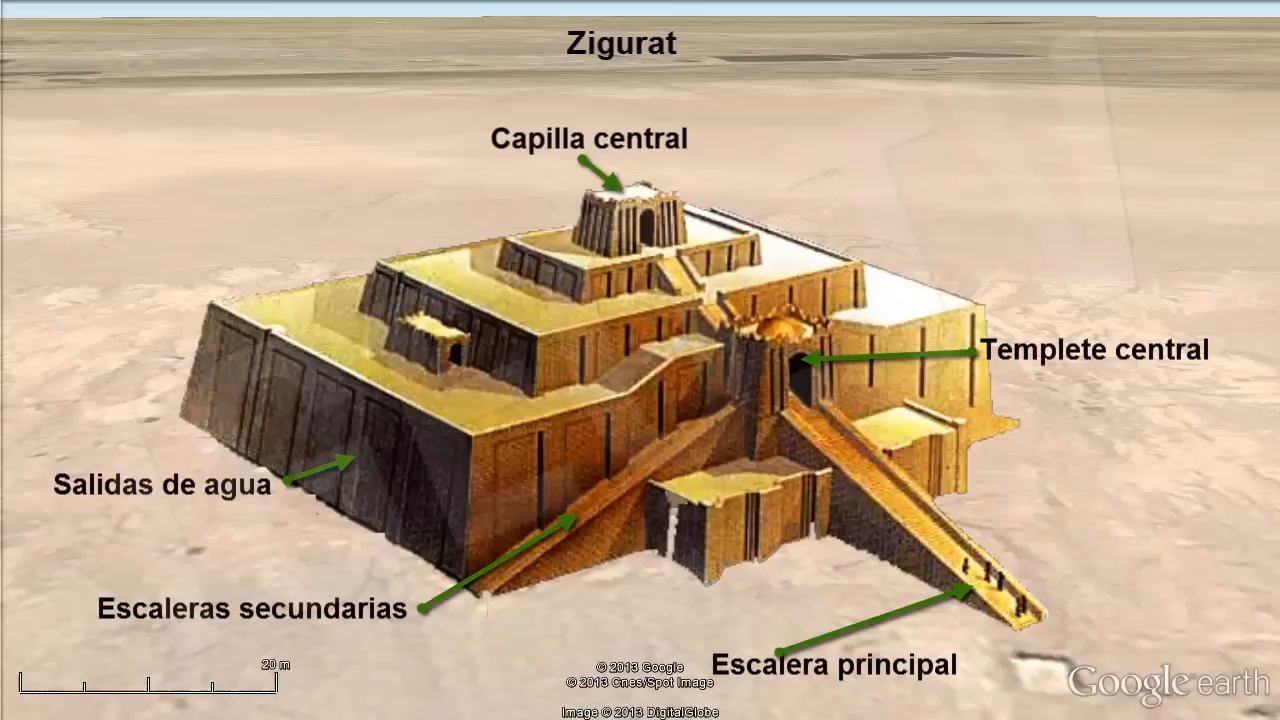 Zigurat
Capilla central
Templete central
Salidas de agua
Escaleras secundarias
Escalera principal
20 m
© 2013 Google
© 2013 Cnes/Spot Image
Image © 2013 DigitalGlobe
Google earth